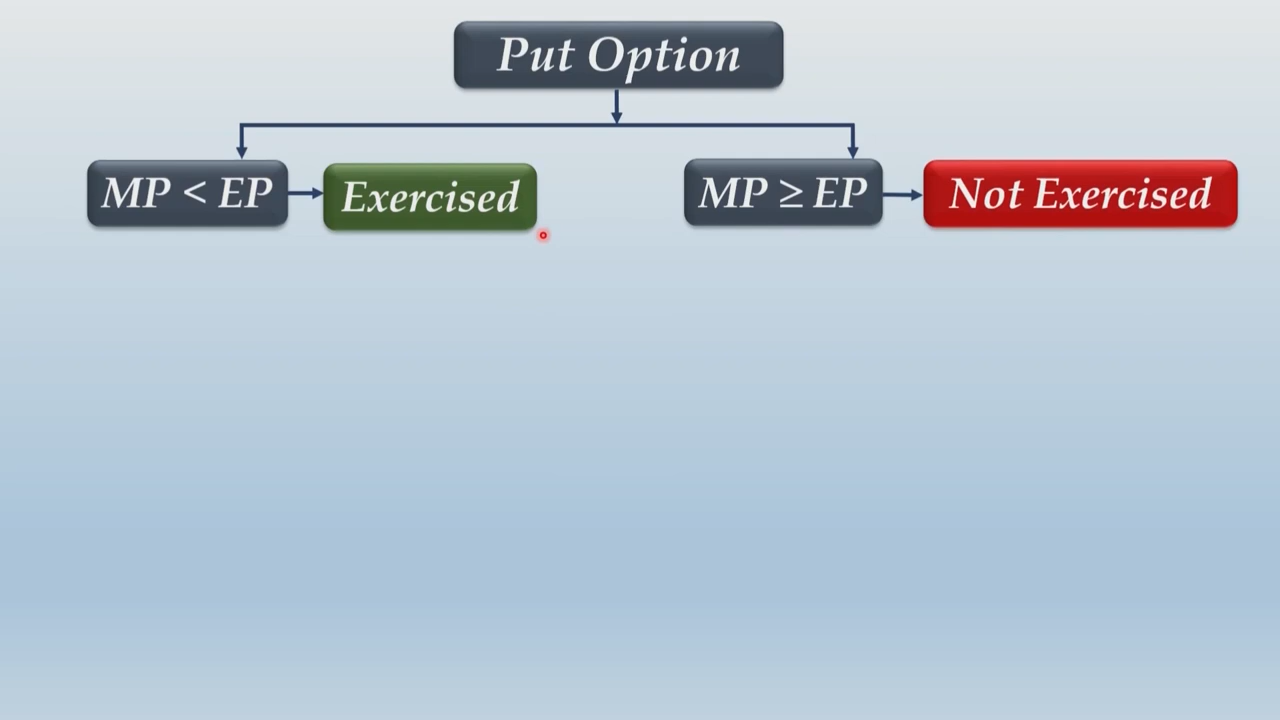 Put Option
MP < EP
Exercised
MP ≥ EP
Not Exercised